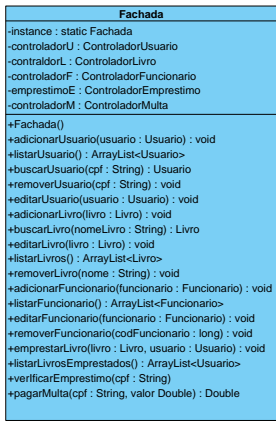 Fachada
-instance : static Fachada
-controladorU : ControladorUsuario
-contraldorL : ControladorLivro
-controladorF : ControladorFuncionario
-emprestimoE : ControladorEmprestimo
-controladorM : ControladorMulta
+Fachada()
+adicionarUsuario(usuario : Usuario) : void
+listarUsuario() : ArrayList<Usuario>
+buscarUsuario(cpf : String) : Usuario
+removerUsuario(cpf : String) : void
+editarUsuario(usuario : Usuario) : void
+adicionarLivro(livro : Livro) : void
+buscarLivro(nomeLivro : String) : Livro
+editarLivro(livro : Livro) : void
+listarLivros() : ArrayList<Livro>
+removerLivro(nome : String) : void
+adicionarFuncionario(funcionario : Funcionario) : void
+listarFuncionario() : ArrayList<Funcionario>
+editarFuncionario(funcionario : Funcionario) : void
+removerFuncionario(codFuncionario : long) : void
+emprestarLivro(livro : Livro, usuario : Usuario) : void
+listarLivrosEmprestados() : ArrayList<Usuario>
+verIficarEmprestimo(cpf : String)
+pagarMulta(cpf : String, valor Double) : Double